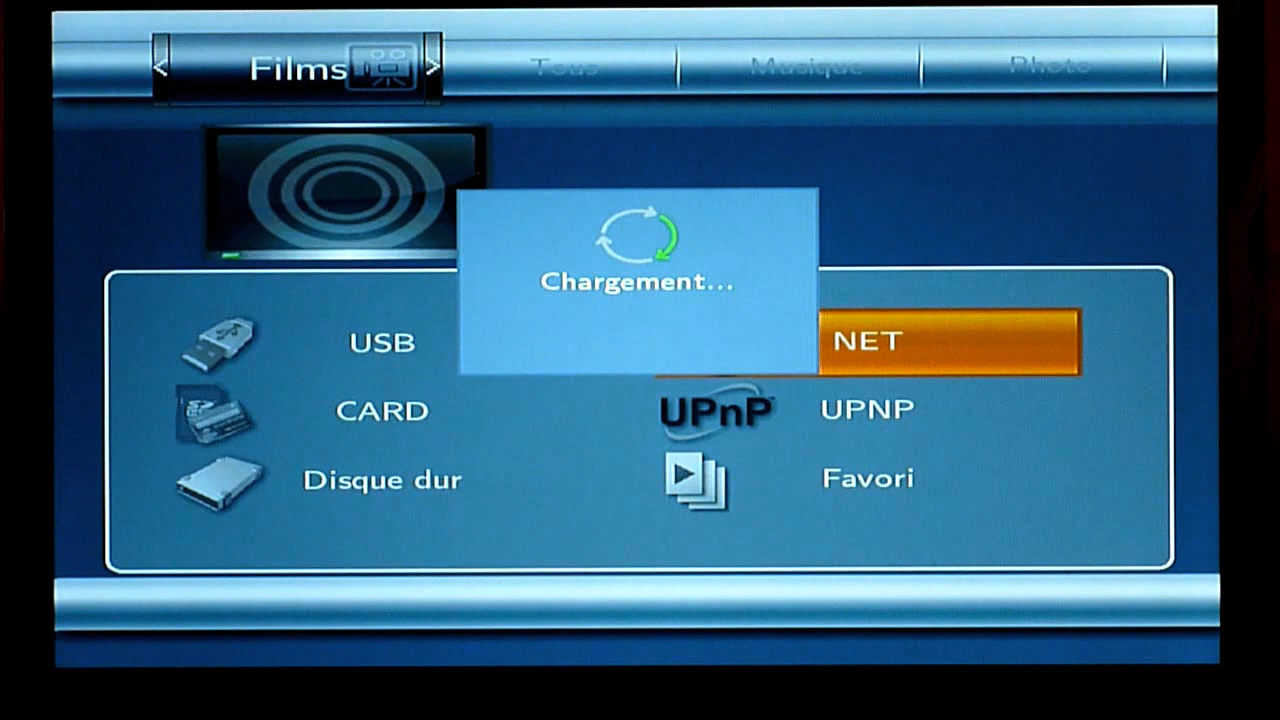 < Films > Tous Musique Photo
Chargement...
USB NET
CARD UPnP UPNP
Disque dur Favori